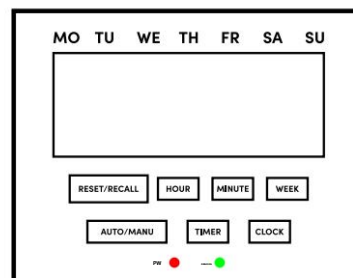 MO TU WE TH FR SA SU
RESET/RECALL HOUR MINUTE WEEK
AUTO/MANU TIMER CLOCK
PW